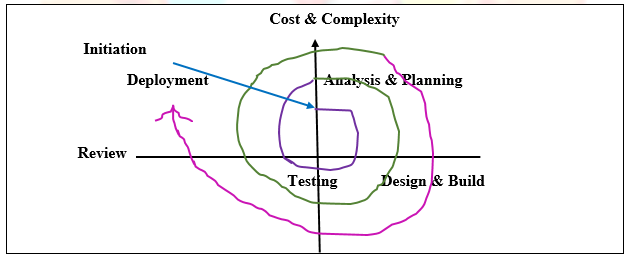 Cost & Complexity
Initiation
Deployment
Analysis & Planning
Review
Testing
Design & Build